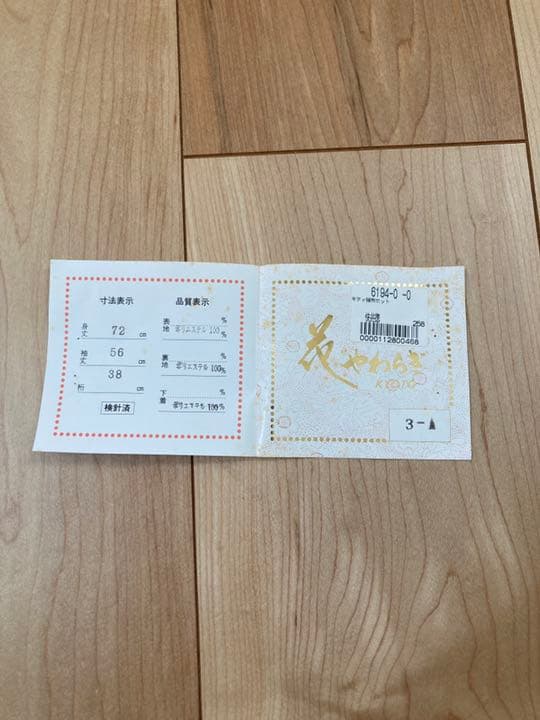 寸法表示
身丈 72 cm
袖丈 56 cm
裄 38 cm
検針済
品質表示
表地 ポリエステル 100%
%
裏地 ポリエステル 100%
%
下着 ポリエステル 100%
%
6194-0 -0
258
0000112800468
花やわらぎ
KYOTO
3-